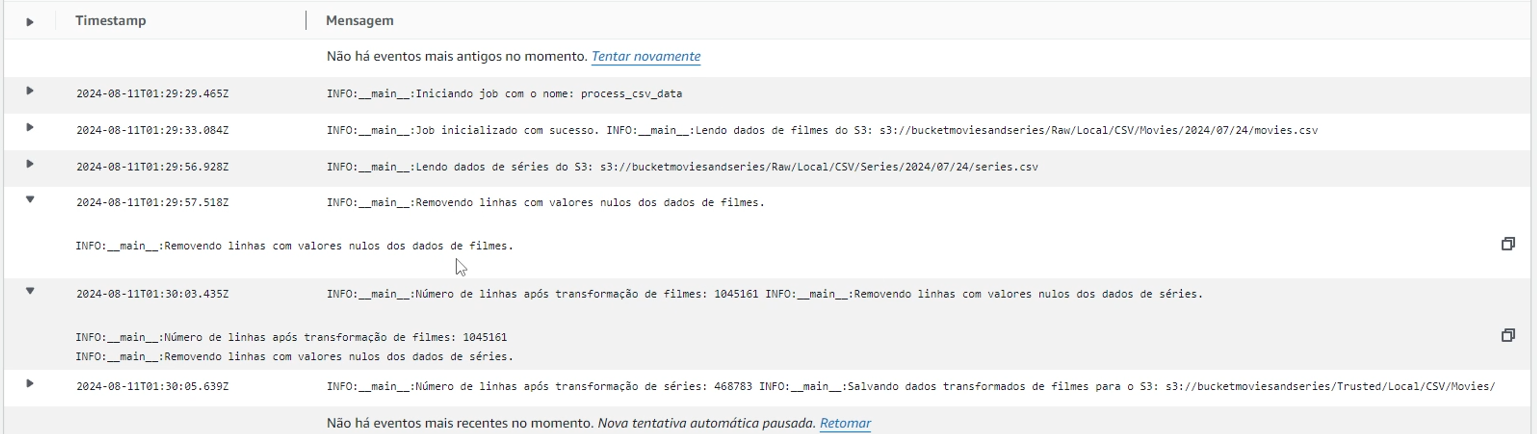 Timestamp Mensagem
Não há eventos mais antigos no momento. Tentar novamente
2024-08-11T01:29:29.465Z INFO:__main__:Iniciando job com o nome: process_csv_data
2024-08-11T01:29:33.084Z INFO:__main__:Job inicializado com sucesso. INFO:__main__:Lendo dados de filmes do S3: s3://bucketmoviesandseries/Raw/Local/CSV/Movies/2024/07/24/movies.csv
2024-08-11T01:29:56.928Z INFO:__main__:Lendo dados de séries do S3: s3://bucketmoviesandseries/Raw/Local/CSV/Series/2024/07/24/series.csv
2024-08-11T01:29:57.518Z INFO:__main__:Removendo linhas com valores nulos dos dados de filmes.
INFO:__main__:Removendo linhas com valores nulos dos dados de filmes.
2024-08-11T01:30:03.435Z INFO:__main__:Número de linhas após transformação de filmes: 1045161 INFO:__main__:Removendo linhas com valores nulos dos dados de séries.
INFO:__main__:Número de linhas após transformação de filmes: 1045161
INFO:__main__:Removendo linhas com valores nulos dos dados de séries.
2024-08-11T01:30:05.639Z INFO:__main__:Número de linhas após transformação de séries: 468783 INFO:__main__:Salvando dados transformados de filmes para o S3: s3://bucketmoviesandseries/Trusted/Local/CSV/Movies/
Não há eventos mais recentes no momento. Nova tentativa automática pausada. Retomar